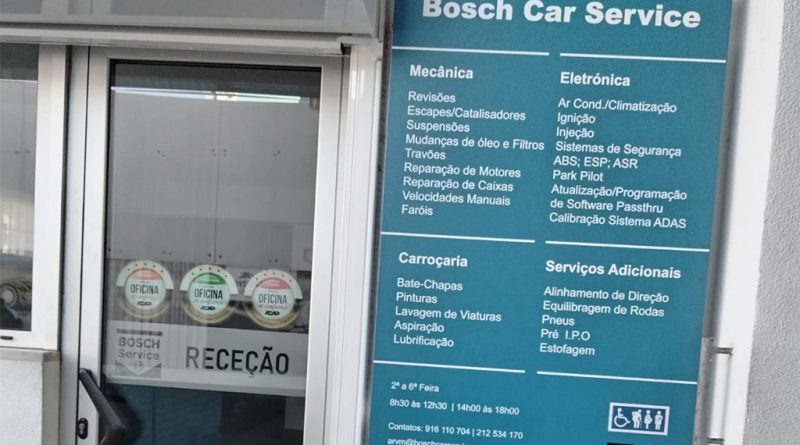 Bosch Car Service
Mecânica
Revisões
Escapes/Catalisadores
Suspensões
Mudanças de óleo e Filtros
Travões
Reparação de Motores
Reparação de Caixas
Velocidades Manuais
Faróis
Eletrónica
Ar Cond./Climatização
Ignição
Injeção
Sistemas de Segurança
ABS; ESP; ASR
Park Pilot
Atualização/Programação
de Software Passthru
Calibração Sistema ADAS
Carroçaria
Bate-Chapas
Pinturas
Lavagem de Viaturas
Aspiração
Lubrificação
Serviços Adicionais
Alinhamento de Direção
Equilibragem de Rodas
Pneus
Pré I.P.O
Estofagem
2ª a 6ª Feira
8h30 às 12h30 | 14h00 às 18h00
Contatos: 916 110 704 | 212 534 170
OFICINA
OFICINA
OFICINA
BOSCH
Service
RECEÇÃO